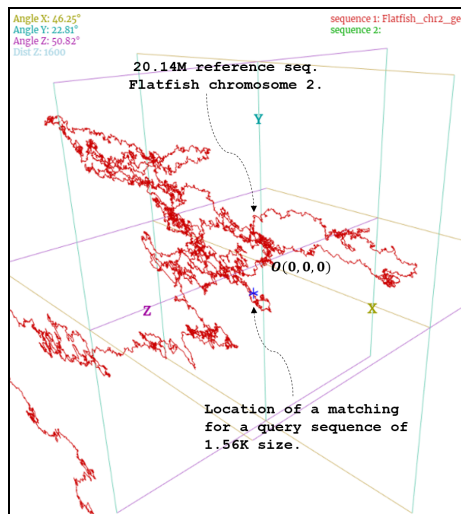 Angle X: 46.25°
Angle Y: 22.81°
Angle Z: 50.82°
Dist Z: 1600
sequence 1: Flatfish_chr2_ge
sequence 2:
20.14M reference seq.
Flatfish chromosome 2.
Y
O(0,0,0)
Z
X
Location of a matching
for a query sequence of
1.56K size.